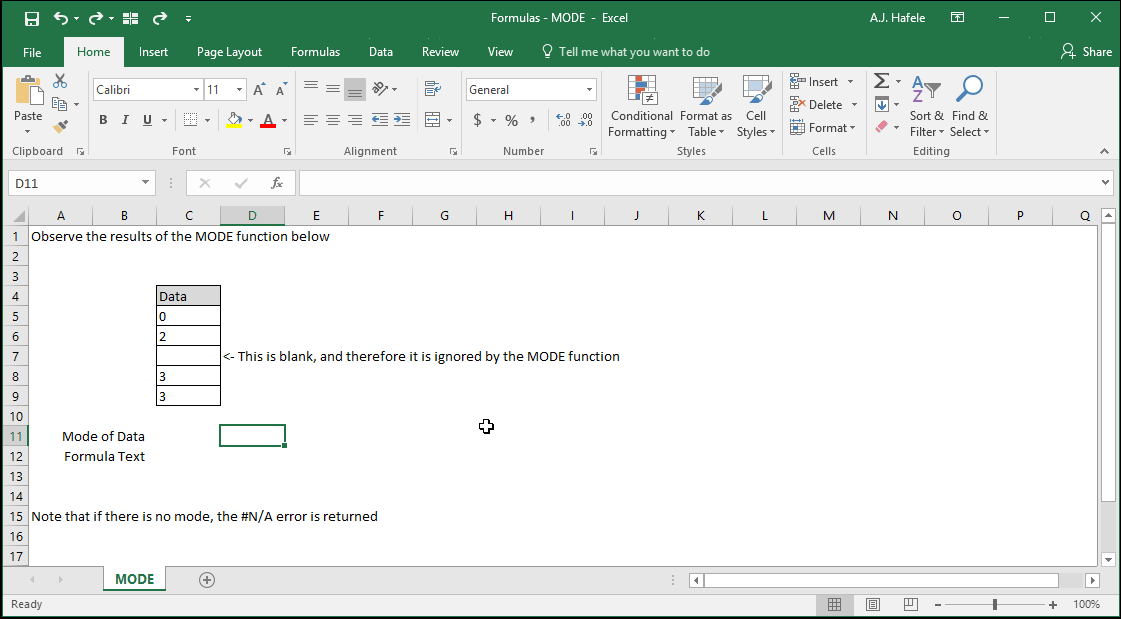 Formulas - MODE - Excel
A.J. Hafele
File Home Insert Page Layout Formulas Data Review View Tell me what you want to do Share
Calibri 11 General
Insert
Delete
Format
Paste
B I U $ % , ←.0 .00 .00 →.0
Conditional Formatting
Format as Table
Cell Styles
Σ A Z
Sort & Filter
Find & Select
Clipboard Font Alignment Number Styles Cells Editing
D11 fx
A B C D E F G H I J K L M N O P Q
1 Observe the results of the MODE function below
2
3
4 Data
5 0
6 2
7 <- This is blank, and therefore it is ignored by the MODE function
8 3
9 3
10
11 Mode of Data
12 Formula Text
13
14
15 Note that if there is no mode, the #N/A error is returned
16
17
MODE
Ready 100%